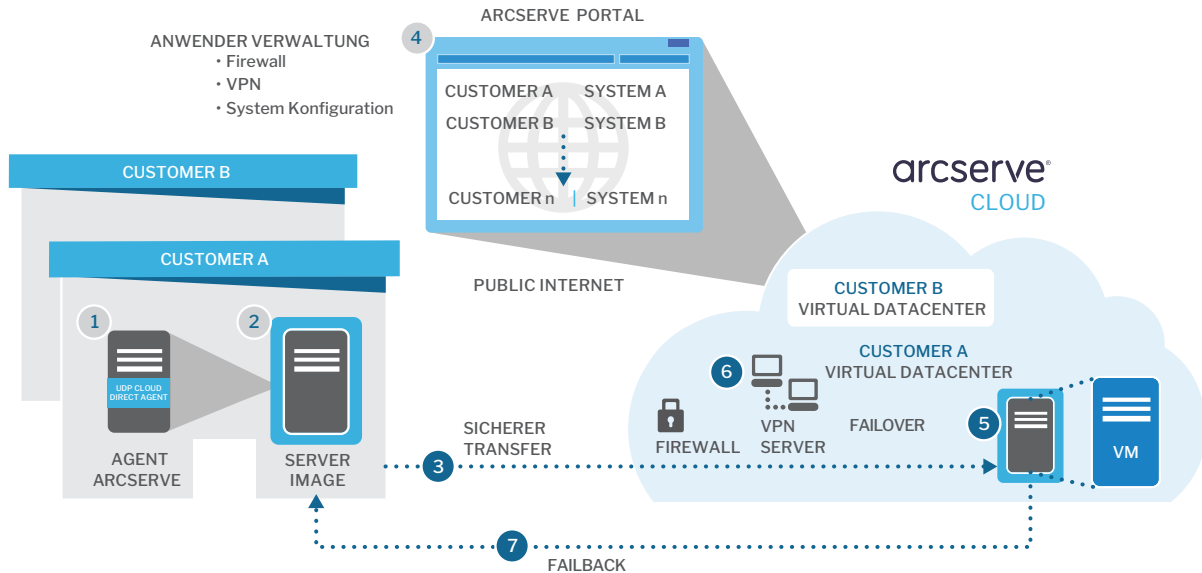 ARCSERVE PORTAL
ANWENDER VERWALTUNG
• Firewall
• VPN
• System Konfiguration
4
CUSTOMER A SYSTEM A
CUSTOMER B SYSTEM B
CUSTOMER n | SYSTEM n
CUSTOMER B
CUSTOMER A
1
2
UDP CLOUD
DIRECT AGENT
AGENT
ARCSERVE
SERVER
IMAGE
PUBLIC INTERNET
arcserve®
CLOUD
CUSTOMER B
VIRTUAL DATACENTER
CUSTOMER A
VIRTUAL DATACENTER
6
FIREWALL
VPN
SERVER
FAILOVER
5
VM
SICHERER
TRANSFER
3
7
FAILBACK